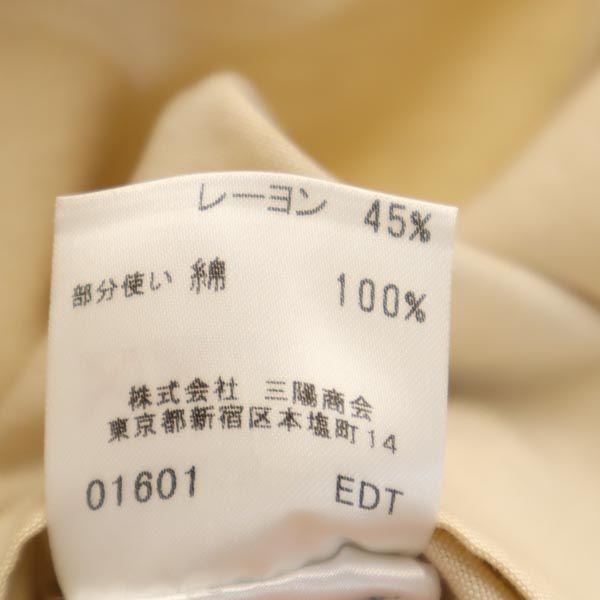 レーヨン 45%
部分使い 綿 100%
株式会社 三陽商会
東京都新宿区本塩町14
01601 EDT